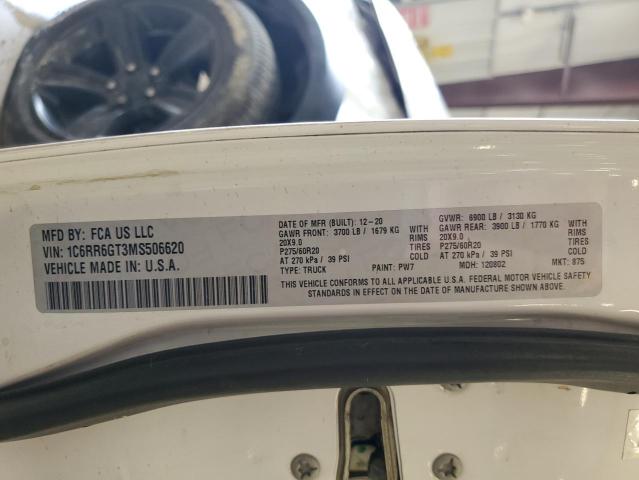 MFD BY: FCA US LLC
VIN: 1C6RR6GT3MS506620
VEHICLE MADE IN: U.S.A.
DATE OF MFR (BUILT): 12-20 GVWR: 6900 LB / 3130 KG
GAWR FRONT: 3700 LB / 1679 KG WITH GAWR REAR: 3900 LB / 1770 KG WITH
20X9.0 RIMS 20X9.0 RIMS
P275/60R20 TIRES P275/60R20 TIRES
AT 270 kPa / 39 PSI COLD AT 270 kPa / 39 PSI COLD
TYPE: TRUCK PAINT: PW7 MDH: 120802 MKT: 875
THIS VEHICLE CONFORMS TO ALL APPLICABLE U.S.A. FEDERAL MOTOR VEHICLE SAFETY
STANDARDS IN EFFECT ON THE DATE OF MANUFACTURE SHOWN ABOVE.